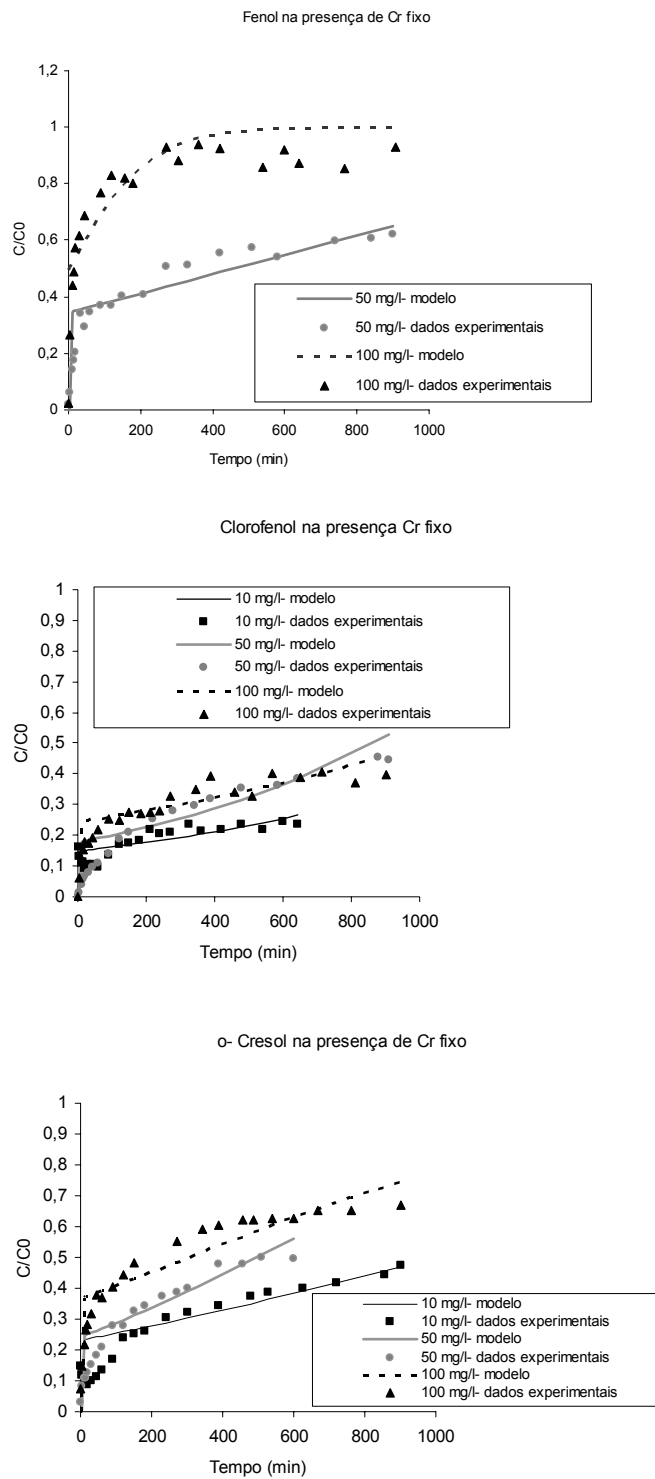 Fenol na presença de Cr fixo
1,2
1
0,8
0,6
0,4
0,2
0
C/C0
50 mg/l- modelo
50 mg/l- dados experimentais
100 mg/l- modelo
100 mg/l- dados experimentais
0 200 400 600 800 1000
Tempo (min)
Clorofenol na presença Cr fixo
1
0,9
0,8
0,7
0,6
0,5
0,4
0,3
0,2
0,1
0
C/C0
10 mg/l- modelo
10 mg/l- dados experimentais
50 mg/l- modelo
50 mg/l- dados experimentais
100 mg/l- modelo
100 mg/l- dados experimentais
0 200 400 600 800 1000
Tempo (min)
o- Cresol na presença de Cr fixo
1
0,9
0,8
0,7
0,6
0,5
0,4
0,3
0,2
0,1
0
C/C0
10 mg/l- modelo
10 mg/l- dados experimentais
50 mg/l- modelo
50 mg/l- dados experimentais
100 mg/l- modelo
100 mg/l- dados experimentais
0 200 400 600 800 1000
Tempo (min)